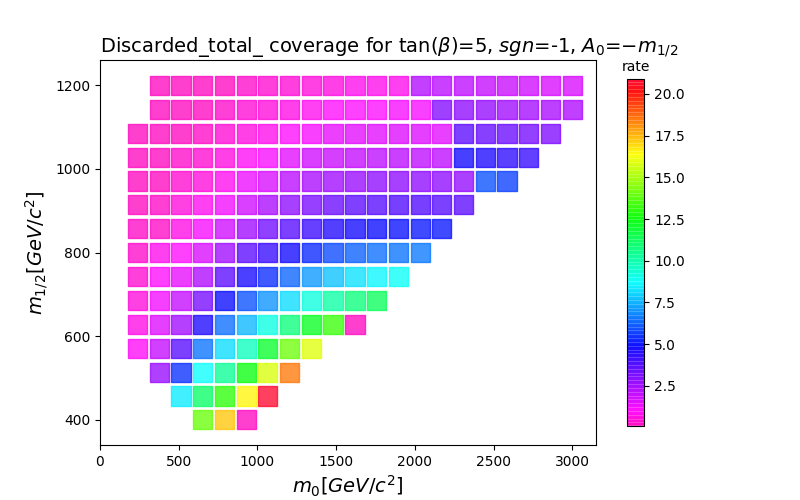 Discarded_total_ coverage for tan(β)=5, sgn=-1, A₀=−m₁/₂
rate
20.0
17.5
15.0
12.5
10.0
7.5
5.0
2.5
1200
1000
800
600
400
m₁/₂[GeV/c²]
0 500 1000 1500 2000 2500 3000
m₀[GeV/c²]